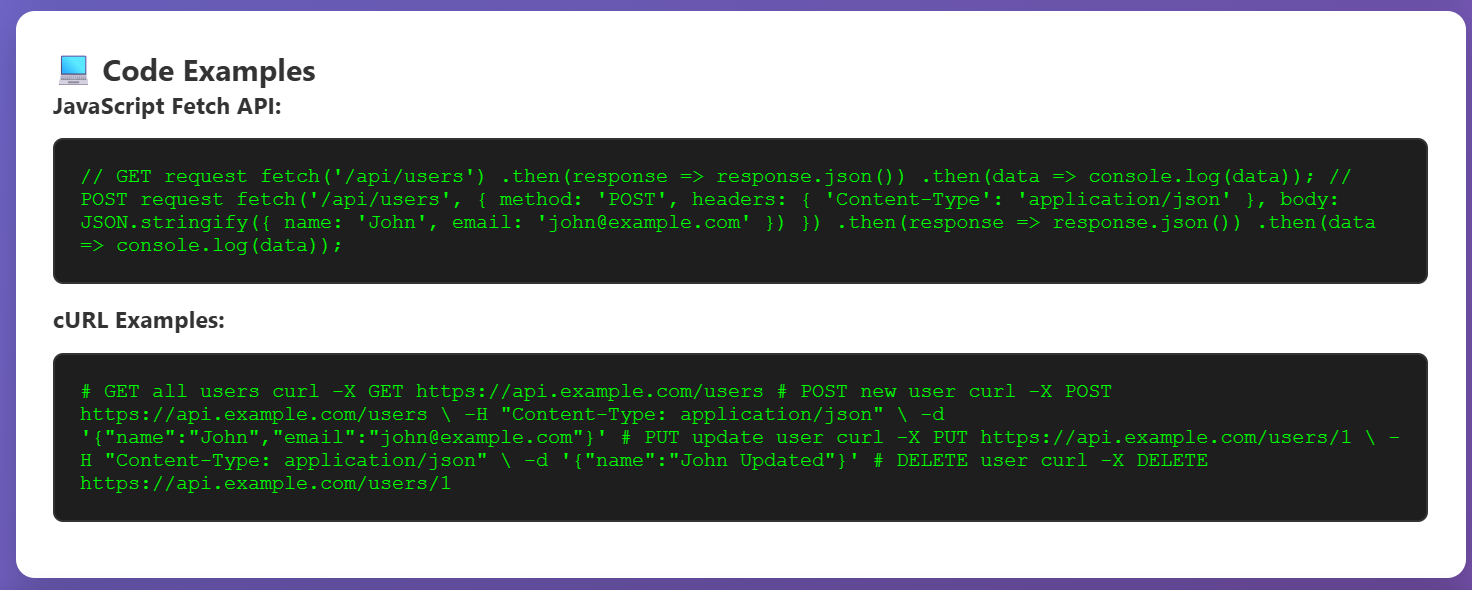 💻 Code Examples
JavaScript Fetch API:
// GET request fetch('/api/users') .then(response => response.json()) .then(data => console.log(data)); //
POST request fetch('/api/users', { method: 'POST', headers: { 'Content-Type': 'application/json' }, body:
JSON.stringify({ name: 'John', email: 'john@example.com' }) }) .then(response => response.json()) .then(data
=> console.log(data));
cURL Examples:
# GET all users curl -X GET https://api.example.com/users # POST new user curl -X POST
https://api.example.com/users \ -H "Content-Type: application/json" \ -d
'{"name":"John","email":"john@example.com"}' # PUT update user curl -X PUT https://api.example.com/users/1 \ -
H "Content-Type: application/json" \ -d '{"name":"John Updated"}' # DELETE user curl -X DELETE
https://api.example.com/users/1